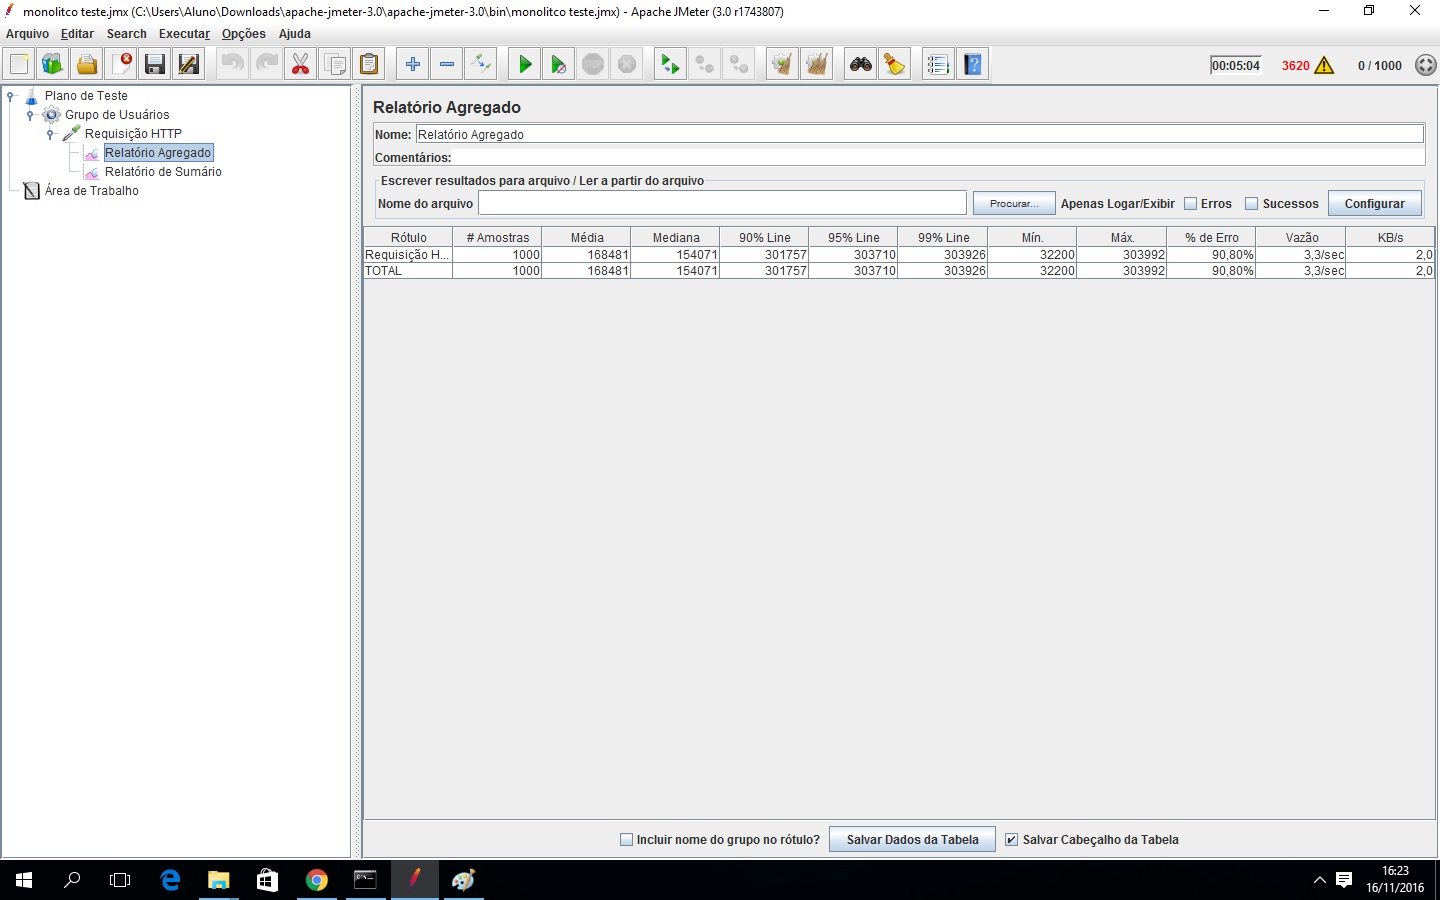 monolitco teste.jmx (C:\Users\Aluno\Downloads\apache-jmeter-3.0\apache-jmeter-3.0\bin\monolitco teste.jmx) - Apache JMeter (3.0 r1743807)
Arquivo Editar Search Executar Opções Ajuda
STOP 00:05:04 3620 0 / 1000
Plano de Teste
Grupo de Usuários
Requisição HTTP
Relatório Agregado
Relatório de Sumário
Área de Trabalho
Relatório Agregado
Nome: Relatório Agregado
Comentários:
Escrever resultados para arquivo / Ler a partir do arquivo
Nome do arquivo Procurar... Apenas Logar/Exibir Erros Sucessos Configurar
Rótulo # Amostras Média Mediana 90% Line 95% Line 99% Line Mín. Máx. % de Erro Vazão KB/s
Requisição H... 1000 168481 154071 301757 303710 303926 32200 303992 90,80% 3,3/sec 2,0
TOTAL 1000 168481 154071 301757 303710 303926 32200 303992 90,80% 3,3/sec 2,0
Incluir nome do grupo no rótulo? Salvar Dados da Tabela Salvar Cabeçalho da Tabela
16:23
16/11/2016